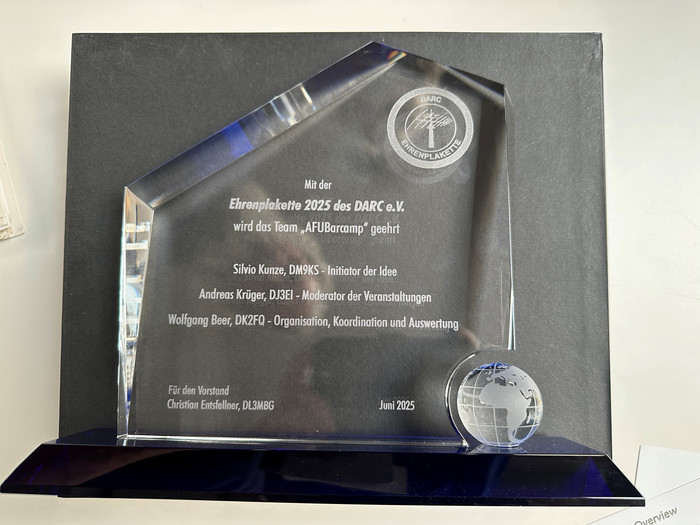 DARC
EHRENPLAKETTE
Mit der
Ehrenplakette 2025 des DARC e.V.
wird das Team „AFUBarcamp“ geehrt
Silvio Kunze, DM9KS - Initiator der Idee
Andreas Krüger, DJ3EI - Moderator der Veranstaltungen
Wolfgang Beer, DK2FQ - Organisation, Koordination und Auswertung
Für den Vorstand
Christian Entsfellner, DL3MBG
Juni 2025
Overview